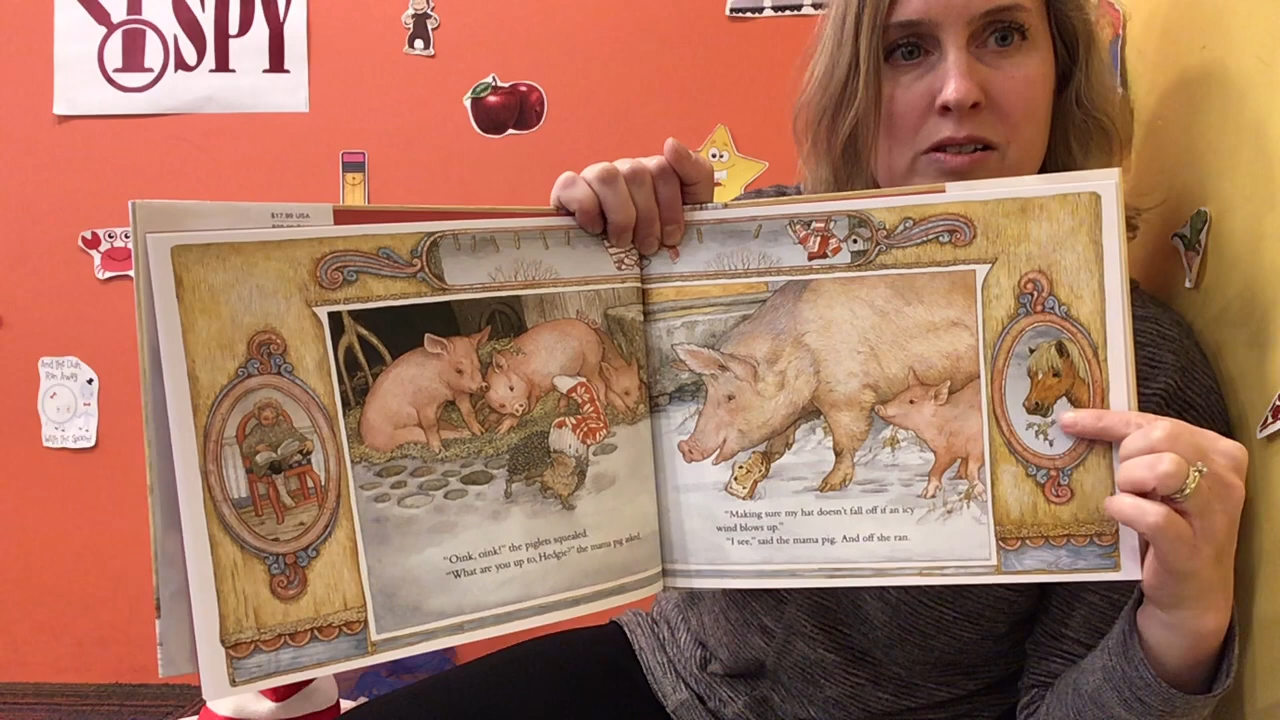 I SPY
$17.99 USA
And the Dish
Ran Away
With the Spoon!
"Oink, oink!" the piglets squealed.
"What are you up to, Hedgie?" the mama pig asked.
"Making sure my hat doesn't fall off if an icy
wind blows up."
"I see," said the mama pig. And off she ran.